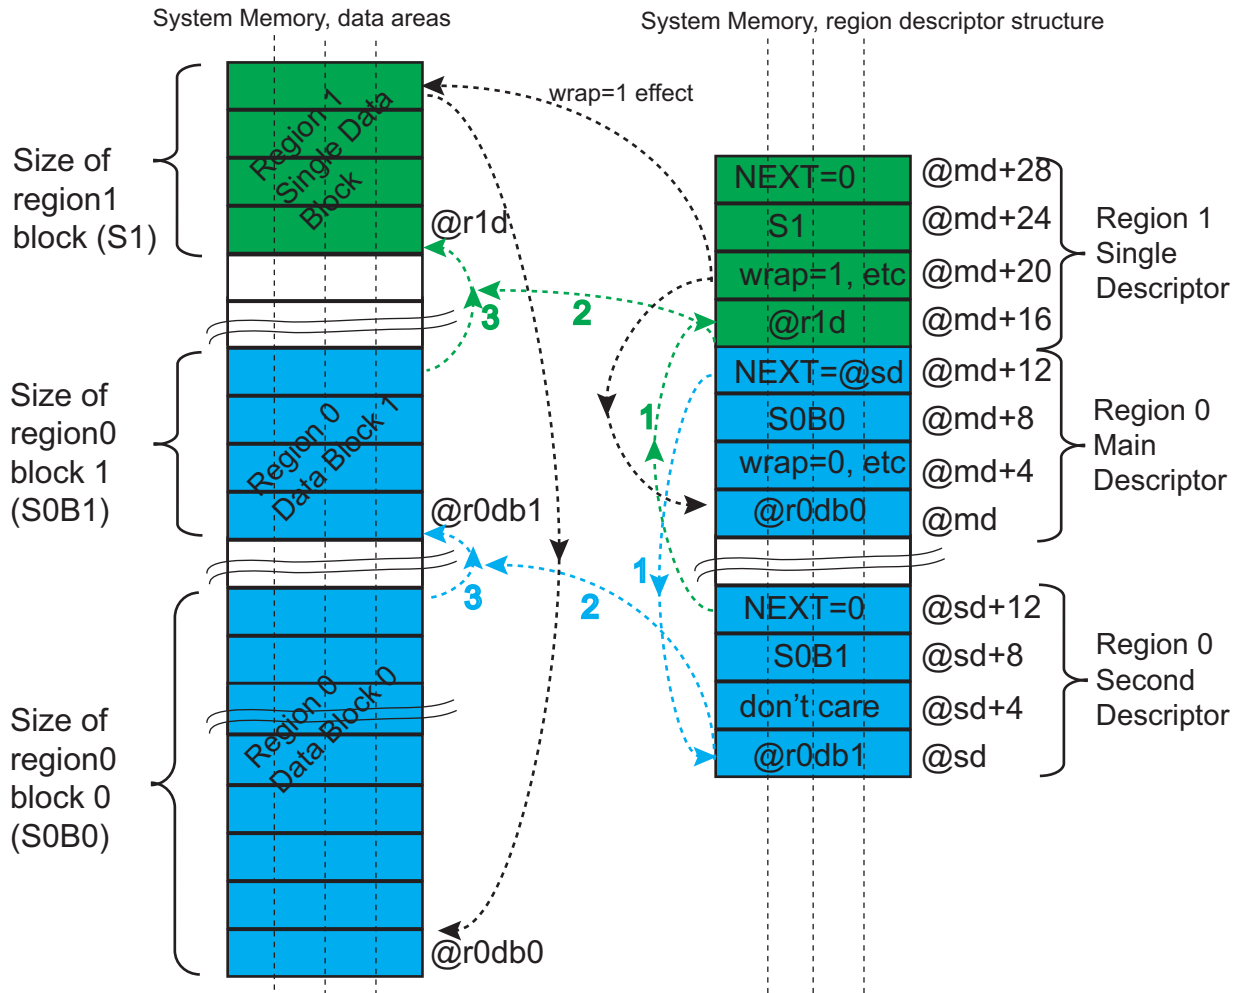 System Memory, data areas
System Memory, region descriptor structure
wrap=1 effect
Size of
region1
block (S1)
Region 1
Single Data
Block
@r1d
NEXT=0
@md+28
S1
@md+24
wrap=1, etc
@md+20
@r1d
@md+16
Region 1
Single
Descriptor
3
2
1
Size of
region0
block 1
(S0B1)
Region 0
Data Block 1
@r0db1
NEXT=@sd
@md+12
S0B0
@md+8
wrap=0, etc
@md+4
@r0db0
@md
Region 0
Main
Descriptor
3
2
1
Size of
region0
block 0
(S0B0)
Region 0
Data Block 0
@r0db0
NEXT=0
@sd+12
S0B1
@sd+8
don't care
@sd+4
@r0db1
@sd
Region 0
Second
Descriptor